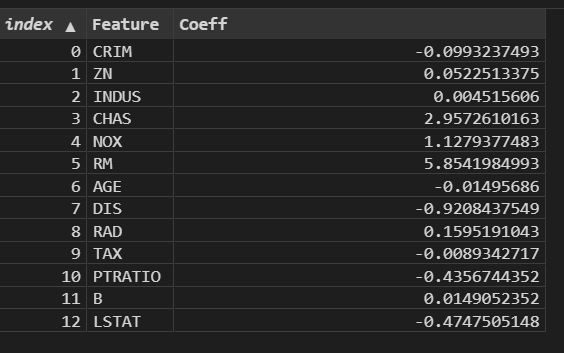 index ▲ Feature Coeff
0 CRIM -0.0993237493
1 ZN 0.0522513375
2 INDUS 0.004515606
3 CHAS 2.9572610163
4 NOX 1.1279377483
5 RM 5.8541984993
6 AGE -0.01495686
7 DIS -0.9208437549
8 RAD 0.1595191043
9 TAX -0.0089342717
10 PTRATIO -0.4356744352
11 B 0.0149052352
12 LSTAT -0.4747505148